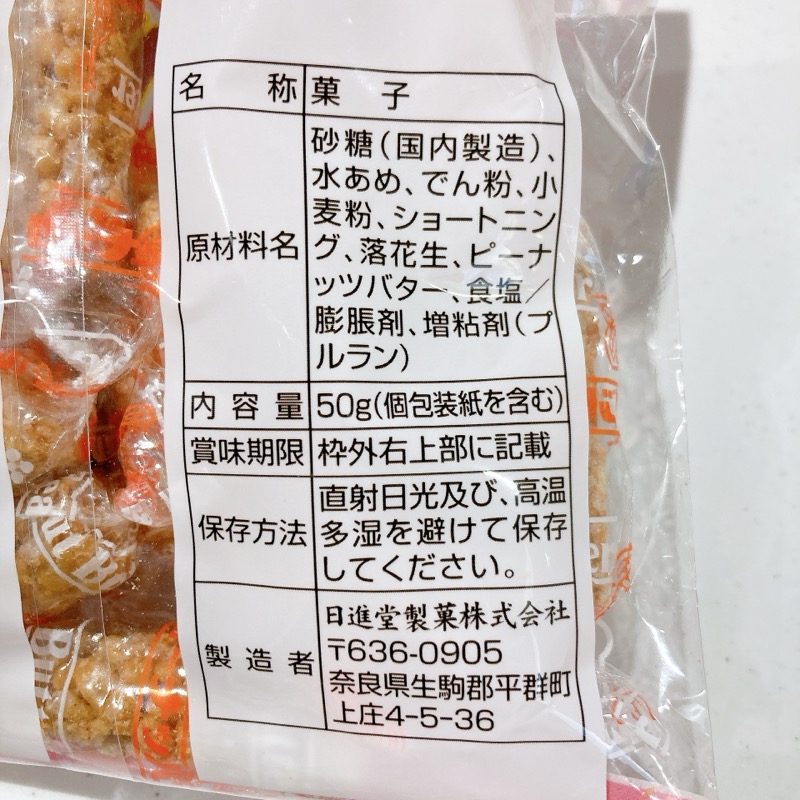 名称 菓子
原材料名
砂糖(国内製造)、
水あめ、でん粉、小
麦粉、ショートニン
グ、落花生、ピーナ
ッツバター、食塩/
膨脹剤、増粘剤(プ
ルラン)
内容量 50g(個包装紙を含む)
賞味期限 枠外右上部に記載
保存方法
直射日光及び、高温
多湿を避けて保存
してください。
製造者
日進堂製菓株式会社
〒636-0905
奈良県生駒郡平群町
上庄4-5-36